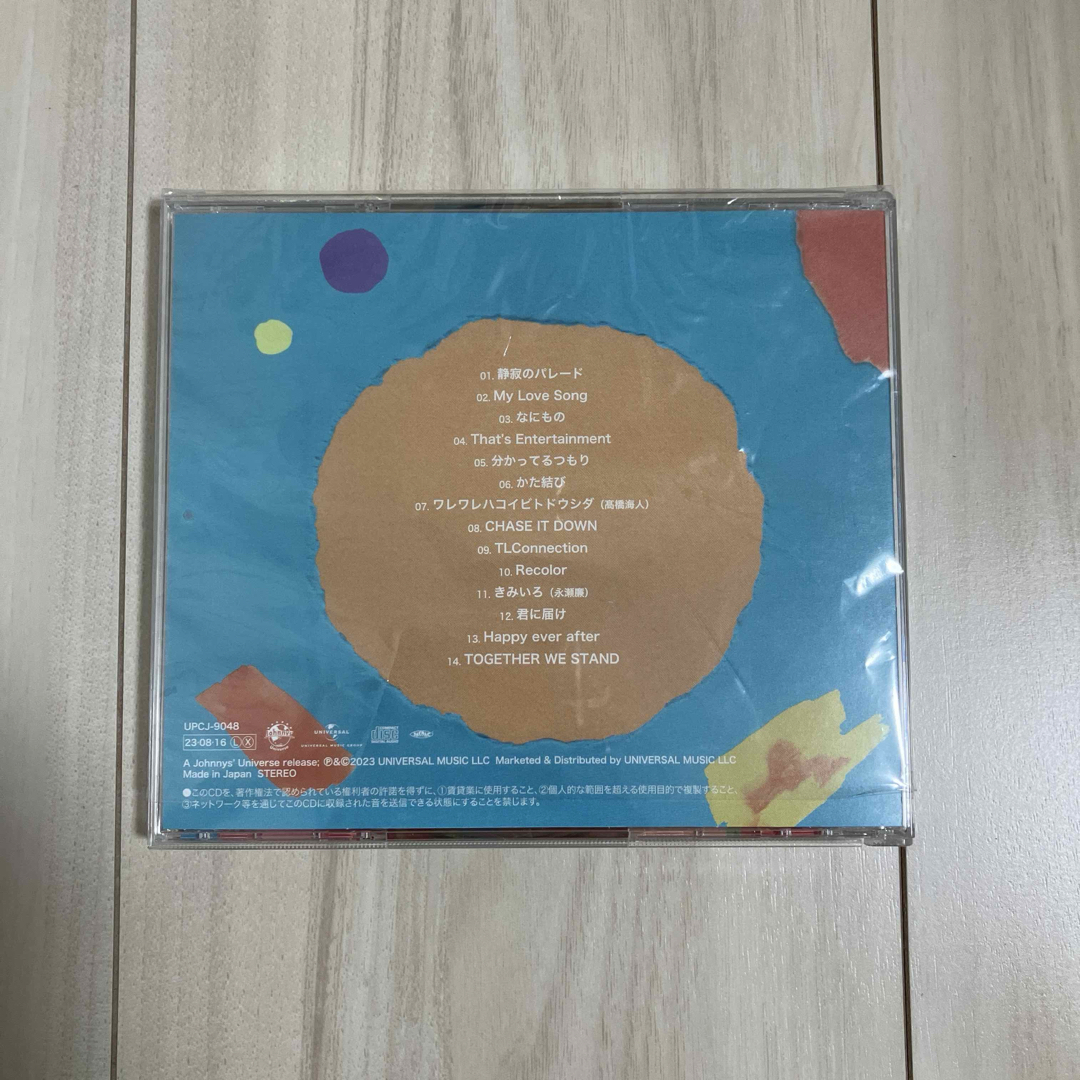 01. 静寂のパレード
02. My Love Song
03. なにもの
04. That's Entertainment
05. 分かってるつもり
06. かた結び
07. ワレワレハコイビトドウシダ（髙橋海人）
08. CHASE IT DOWN
09. TLConnection
10. Recolor
11. きみいろ（永瀬廉）
12. 君に届け
13. Happy ever after
14. TOGETHER WE STAND
UPCJ-9048
23・08・16 Ⓛ Ⓧ
UNIVERSAL
UNIVERSAL MUSIC GROUP
disc
DIGITAL AUDIO
A Johnnys' Universe release; ℗&©2023 UNIVERSAL MUSIC LLC Marketed & Distributed by UNIVERSAL MUSIC LLC
Made in Japan STEREO
●このCDを、著作権法で認められている権利者の許諾を得ずに、①賃貸業に使用すること、②個人的な範囲を超える使用目的で複製すること、
③ネットワーク等を通じてこのCDに収録された音を送信できる状態にすることを禁じます。